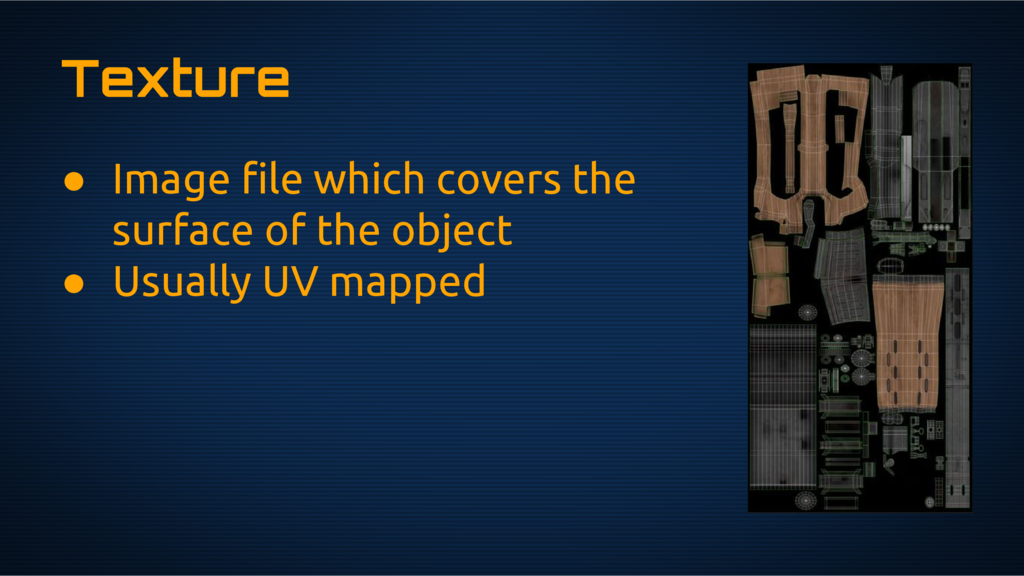 Texture
● Image file which covers the
surface of the object
● Usually UV mapped